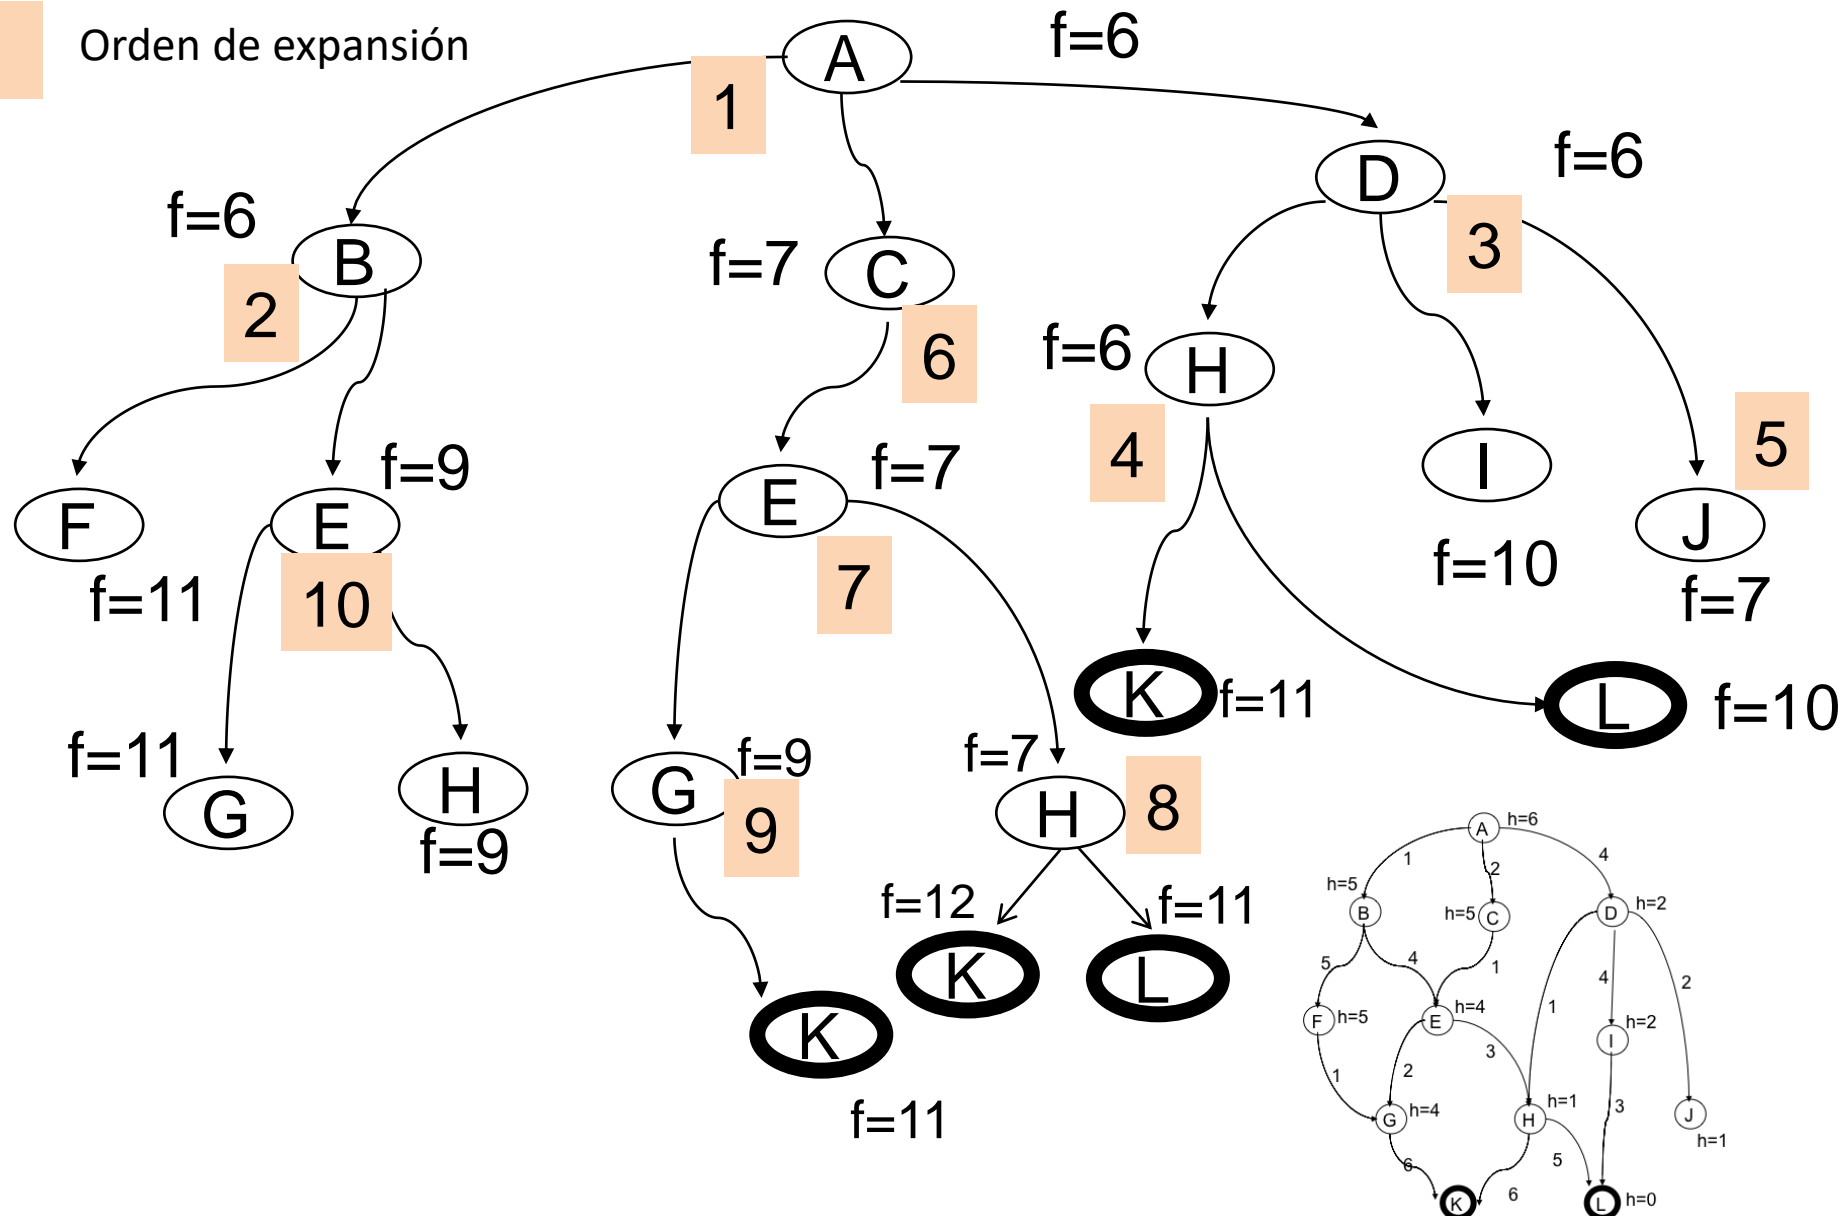 Orden de expansión
A
f=6
1
D
f=6
3
B
f=6
2
C
f=7
6
H
f=6
4
I
f=10
J
5
f=7
F
f=11
E
f=9
10
E
f=7
7
K
f=11
L
f=10
G
f=11
H
f=9
G
f=9
9
H
f=7
8
K
f=12
L
f=11
K
f=11
A h=6
1
2
4
h=5
B
h=5 C
D h=2
5
4
1
1
4
2
F h=5
E h=4
I h=2
1
2
3
3
G h=4
H h=1
J
h=1
6
6
5
K
L h=0